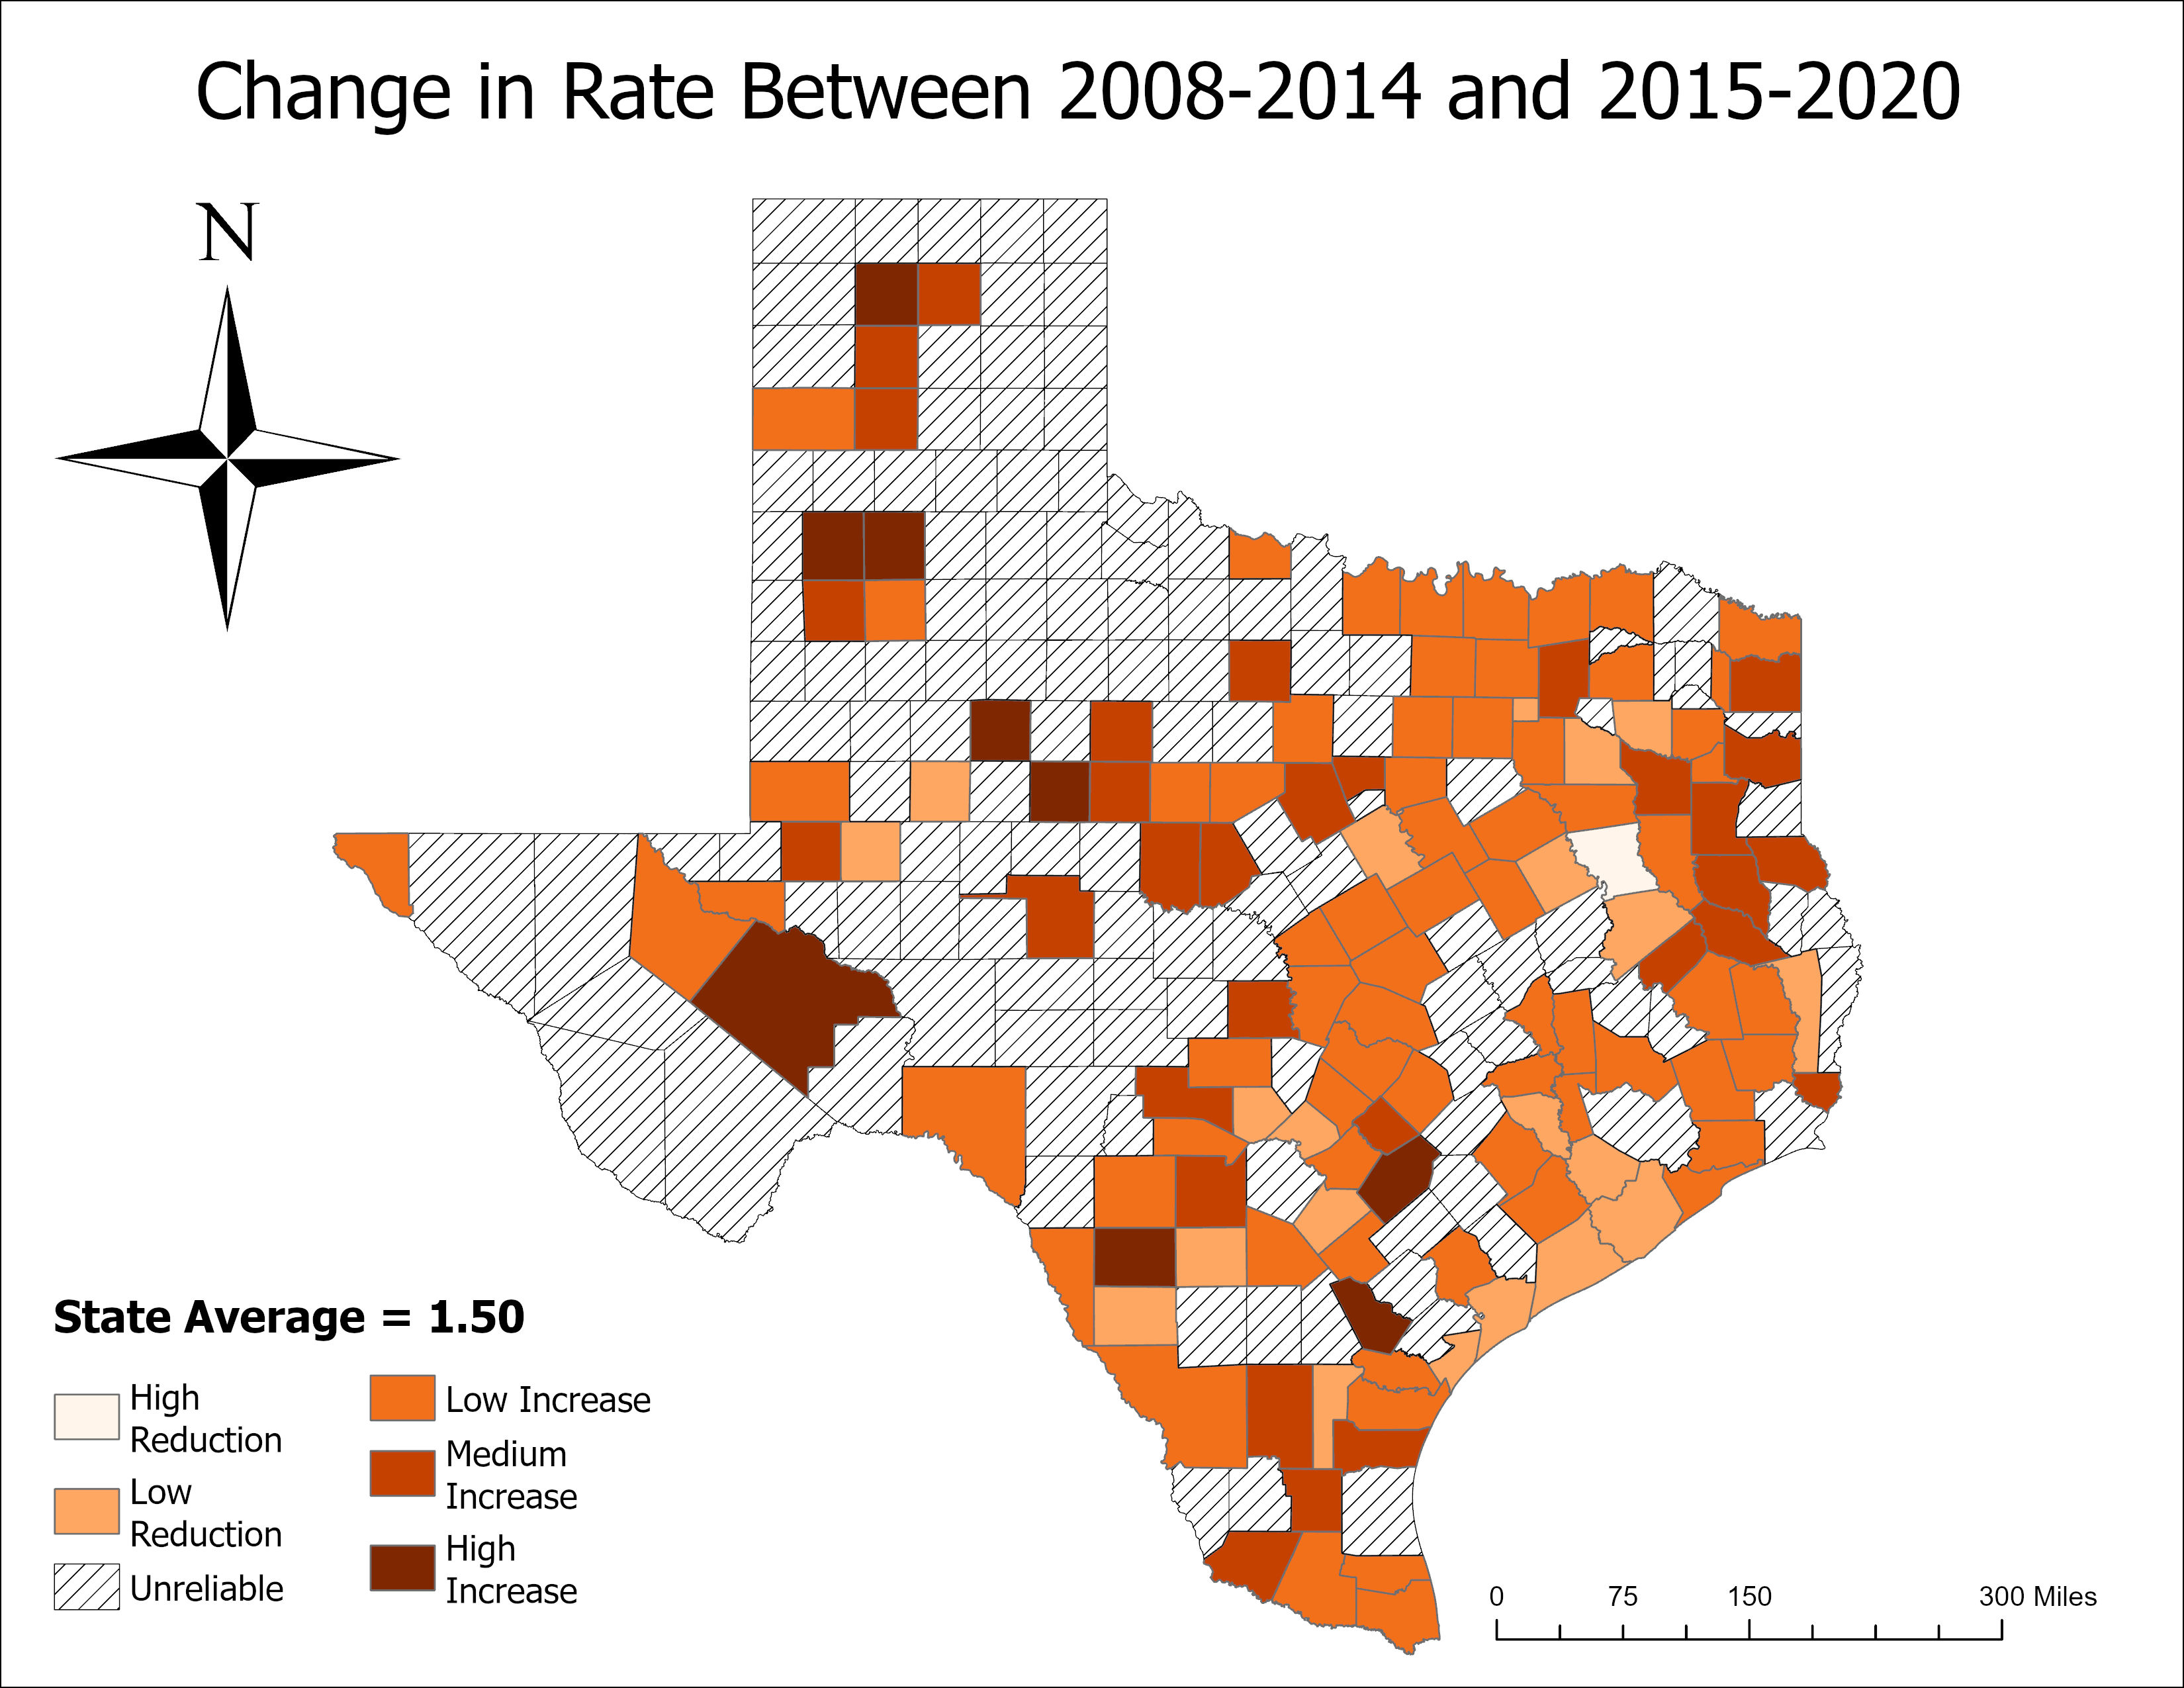 Change in Rate Between 2008-2014 and 2015-2020
N
State Average = 1.50
High
Reduction
Low
Reduction
Unreliable
Low Increase
Medium
Increase
High
Increase
0 75 150 300 Miles